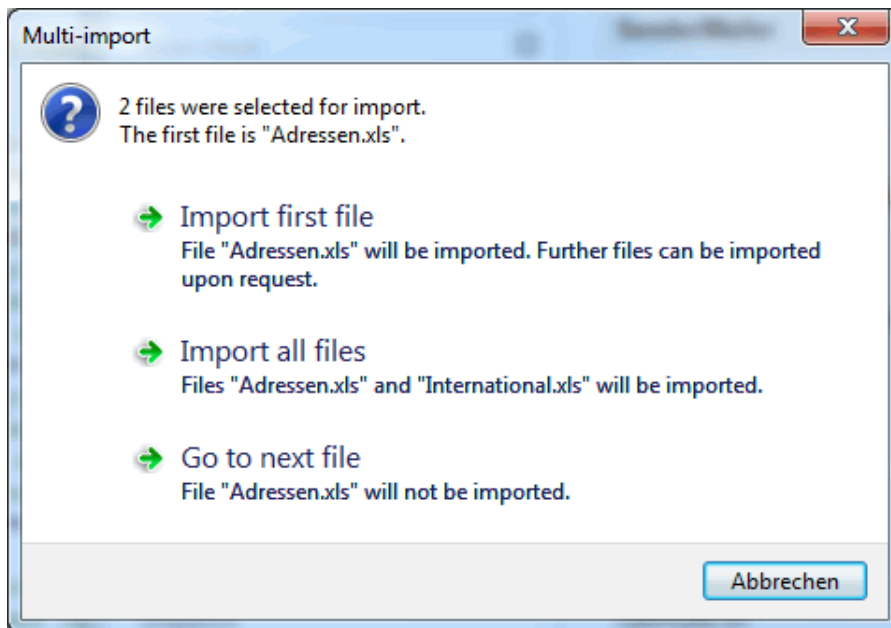 Multi-import
2 files were selected for import.
The first file is "Adressen.xls".
Import first file
File "Adressen.xls" will be imported. Further files can be imported
upon request.
Import all files
Files "Adressen.xls" and "International.xls" will be imported.
Go to next file
File "Adressen.xls" will not be imported.
Abbrechen